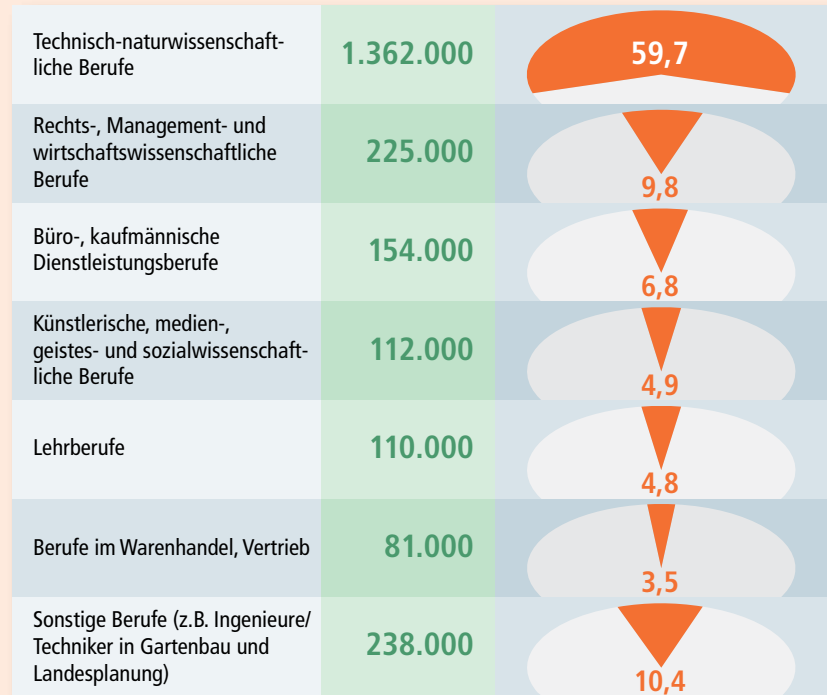 Technisch-naturwissenschaft-
liche Berufe
1.362.000
59,7
Rechts-, Management- und
wirtschaftswissenschaftliche
Berufe
225.000
9,8
Büro-, kaufmännische
Dienstleistungsberufe
154.000
6,8
Künstlerische, medien-,
geistes- und sozialwissenschaft-
liche Berufe
112.000
4,9
Lehrberufe
110.000
4,8
Berufe im Warenhandel, Vertrieb
81.000
3,5
Sonstige Berufe (z.B. Ingenieure/
Techniker in Gartenbau und
Landesplanung)
238.000
10,4